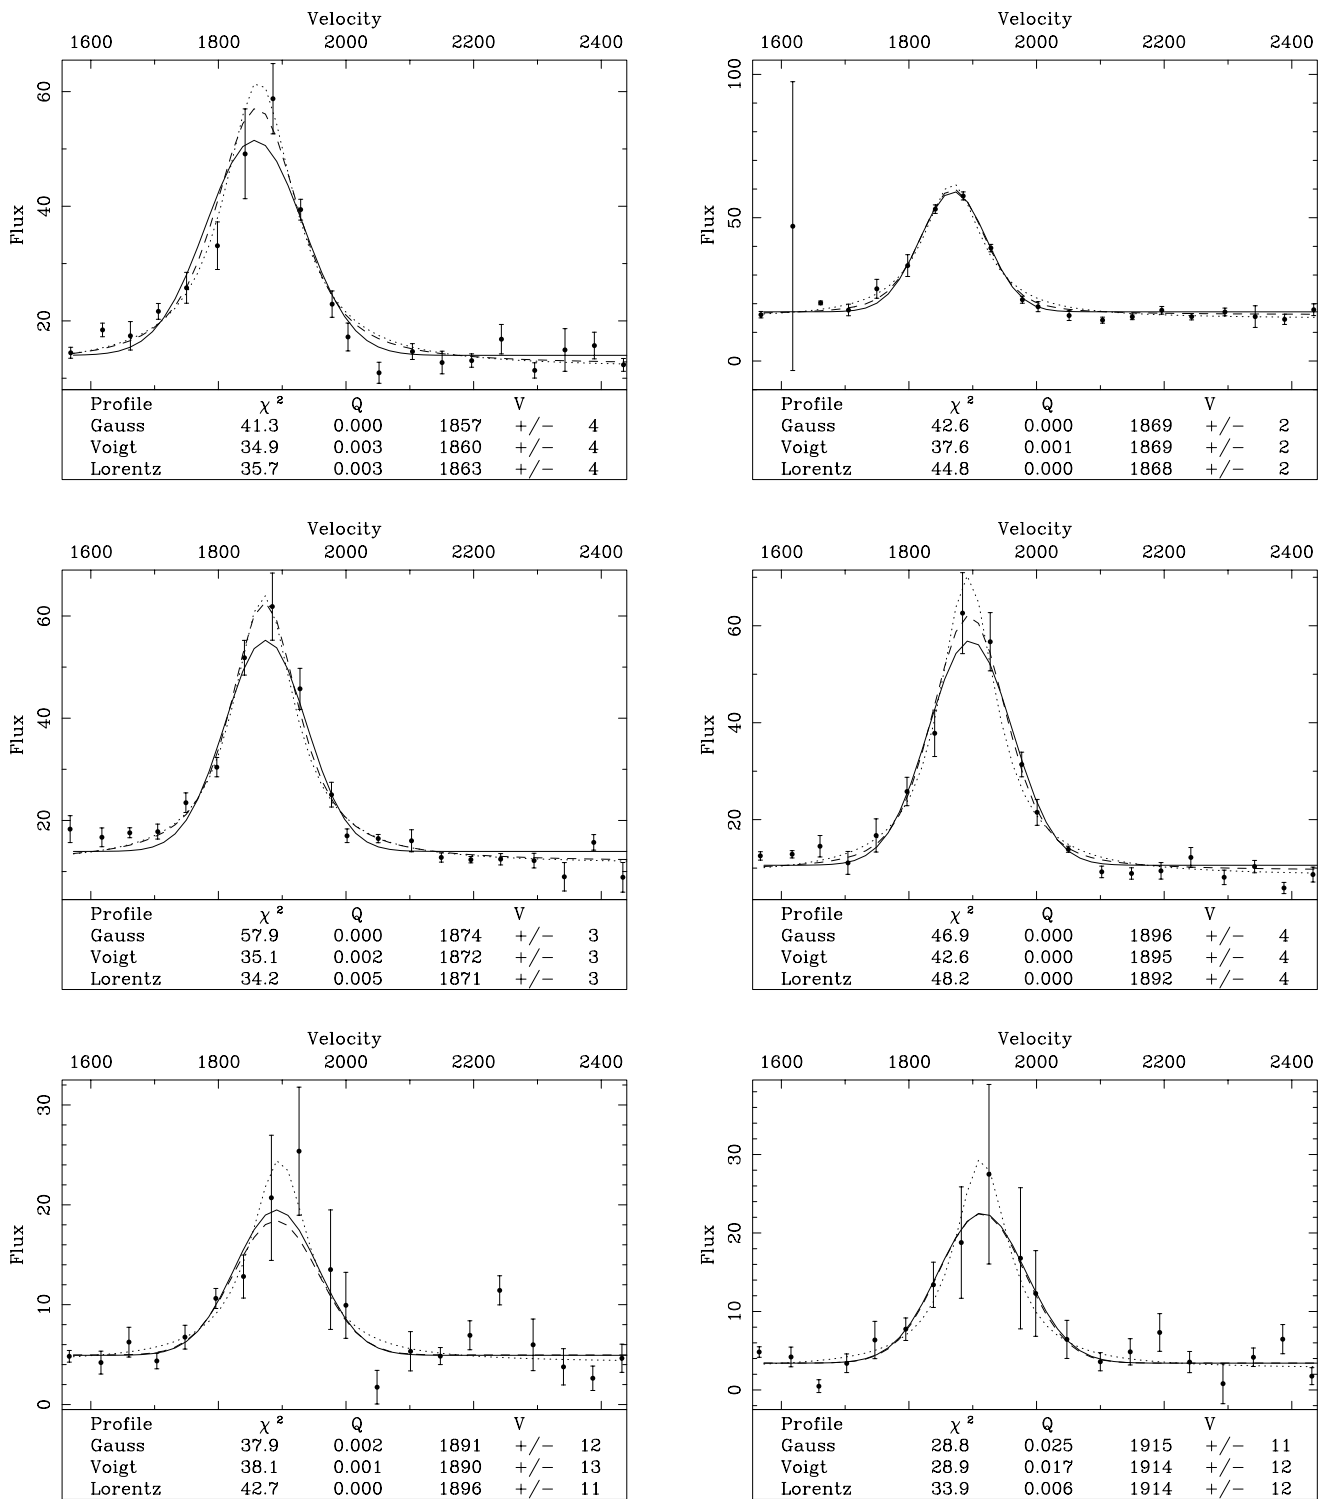 Velocity
1600 1800 2000 2200 2400
Flux
60
40
20
Profile χ² Q V
Gauss 41.3 0.000 1857 +/− 4
Voigt 34.9 0.003 1860 +/− 4
Lorentz 35.7 0.003 1863 +/− 4
Velocity
1600 1800 2000 2200 2400
Flux
100
50
0
Profile χ² Q V
Gauss 42.6 0.000 1869 +/− 2
Voigt 37.6 0.001 1869 +/− 2
Lorentz 44.8 0.000 1868 +/− 2
Velocity
1600 1800 2000 2200 2400
Flux
60
40
20
Profile χ² Q V
Gauss 57.9 0.000 1874 +/− 3
Voigt 35.1 0.002 1872 +/− 3
Lorentz 34.2 0.005 1871 +/− 3
Velocity
1600 1800 2000 2200 2400
Flux
60
40
20
Profile χ² Q V
Gauss 46.9 0.000 1896 +/− 4
Voigt 42.6 0.000 1895 +/− 4
Lorentz 48.2 0.000 1892 +/− 4
Velocity
1600 1800 2000 2200 2400
Flux
30
20
10
0
Profile χ² Q V
Gauss 37.9 0.002 1891 +/− 12
Voigt 38.1 0.001 1890 +/− 13
Lorentz 42.7 0.000 1896 +/− 11
Velocity
1600 1800 2000 2200 2400
Flux
30
20
10
0
Profile χ² Q V
Gauss 28.8 0.025 1915 +/− 11
Voigt 28.9 0.017 1914 +/− 12
Lorentz 33.9 0.006 1914 +/− 12